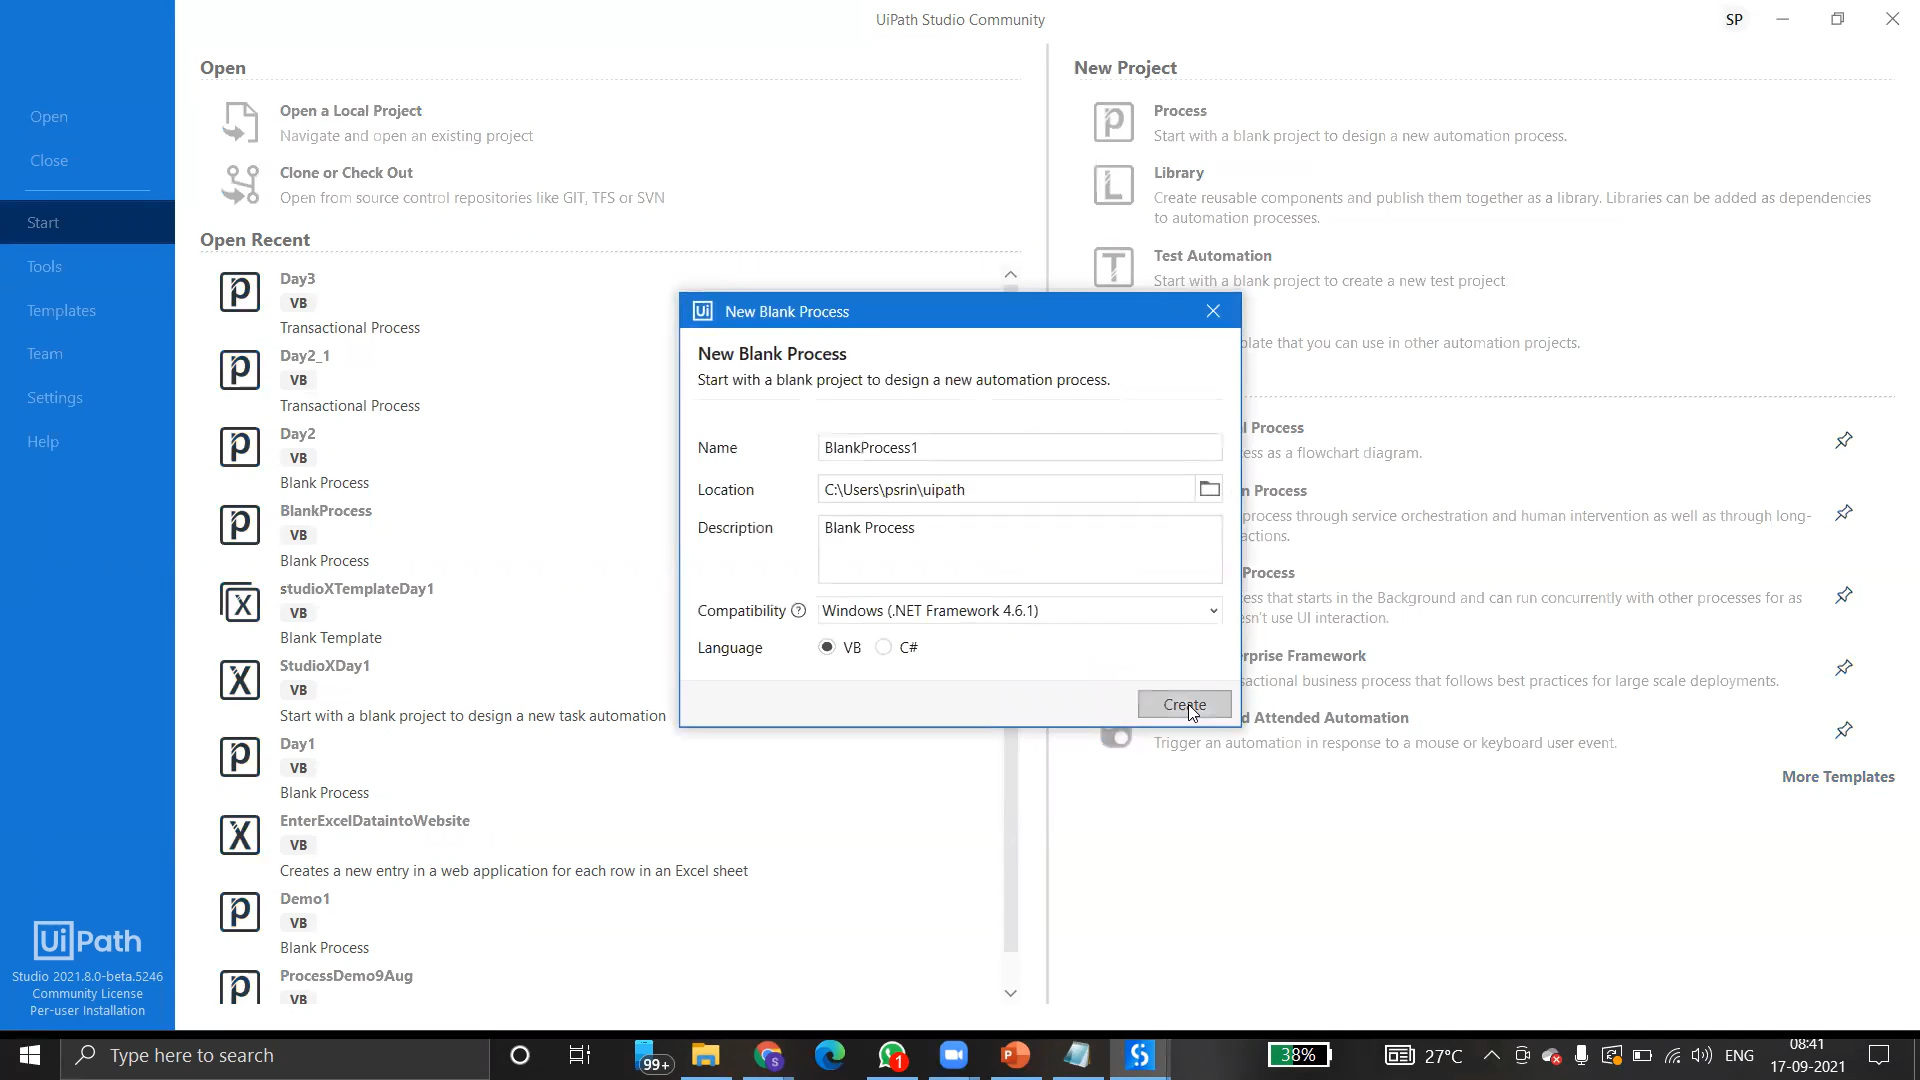 UiPath Studio Community
SP
Open
Close
Start
Tools
Templates
Team
Settings
Help
UiPath
Studio 2021.8.0-beta.5246
Community License
Per-user Installation
Open
Open a Local Project
Navigate and open an existing project
Clone or Check Out
Open from source control repositories like GIT, TFS or SVN
Open Recent
Day3
VB
Transactional Process
Day2_1
VB
Transactional Process
Day2
VB
Blank Process
BlankProcess
VB
Blank Process
studioXTemplateDay1
VB
Blank Template
StudioXDay1
VB
Start with a blank project to design a new task automation
Day1
VB
Blank Process
EnterExcelDataintoWebsite
VB
Creates a new entry in a web application for each row in an Excel sheet
Demo1
VB
Blank Process
ProcessDemo9Aug
VB
New Project
Process
Start with a blank project to design a new automation process.
Library
Create reusable components and publish them together as a library. Libraries can be added as dependencies
to automation processes.
Test Automation
Start with a blank project to create a new test project
plate that you can use in other automation projects.
l Process
ess as a flowchart diagram.
n Process
process through service orchestration and human intervention as well as through long-
actions.
Process
ess that starts in the Background and can run concurrently with other processes for as
esn't use UI interaction.
erprise Framework
sactional business process that follows best practices for large scale deployments.
d Attended Automation
Trigger an automation in response to a mouse or keyboard user event.
More Templates
Ui New Blank Process
New Blank Process
Start with a blank project to design a new automation process.
Name BlankProcess1
Location C:\Users\psrin\uipath
Description Blank Process
Compatibility ? Windows (.NET Framework 4.6.1)
Language VB C#
Create
Type here to search
99+
1
38%
27°C
ENG
08:41
17-09-2021